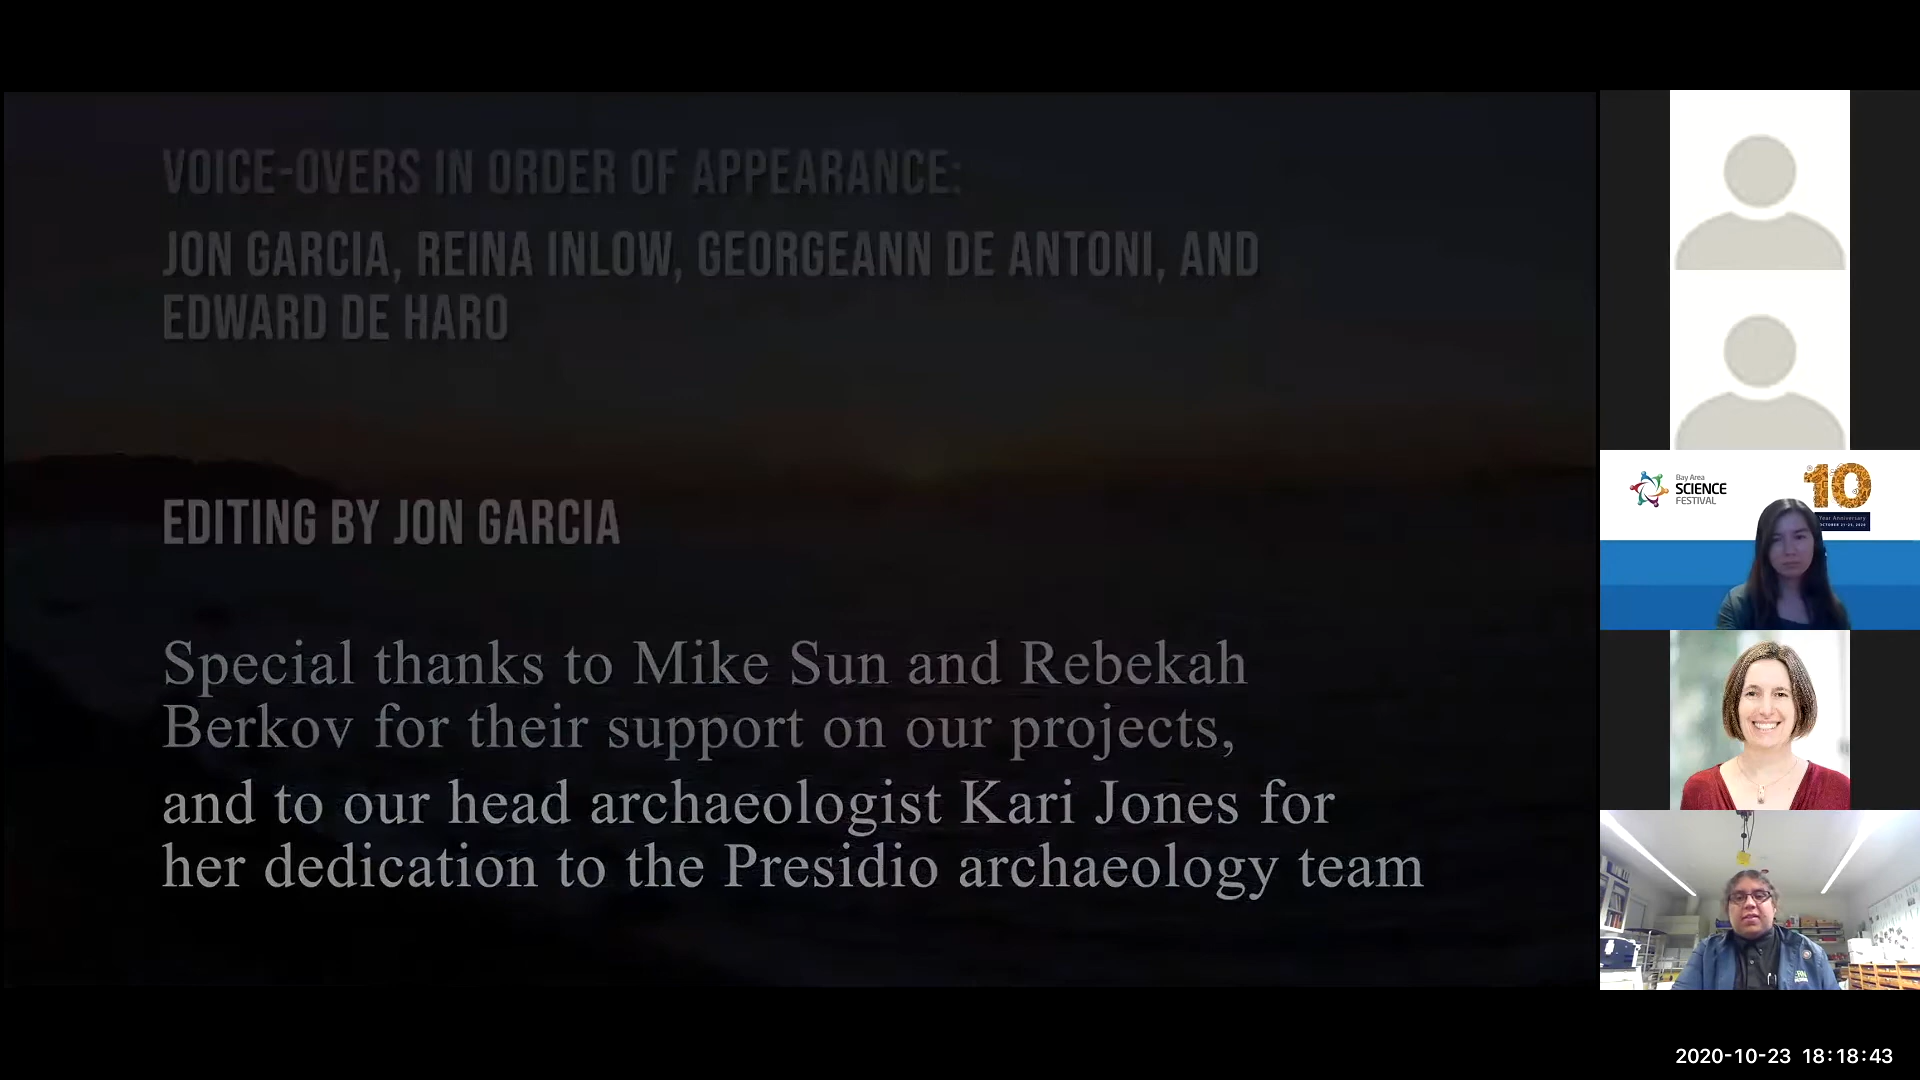 VOICE-OVERS IN ORDER OF APPEARANCE:
JON GARCIA, REINA INLOW, GEORGEANN DE ANTONI, AND
EDWARD DE HARO
EDITING BY JON GARCIA
Special thanks to Mike Sun and Rebekah
Berkov for their support on our projects,
and to our head archaeologist Kari Jones for
her dedication to the Presidio archaeology team
Bay Area
SCIENCE
FESTIVAL
10
Year Anniversary
2020-10-23 18:18:43